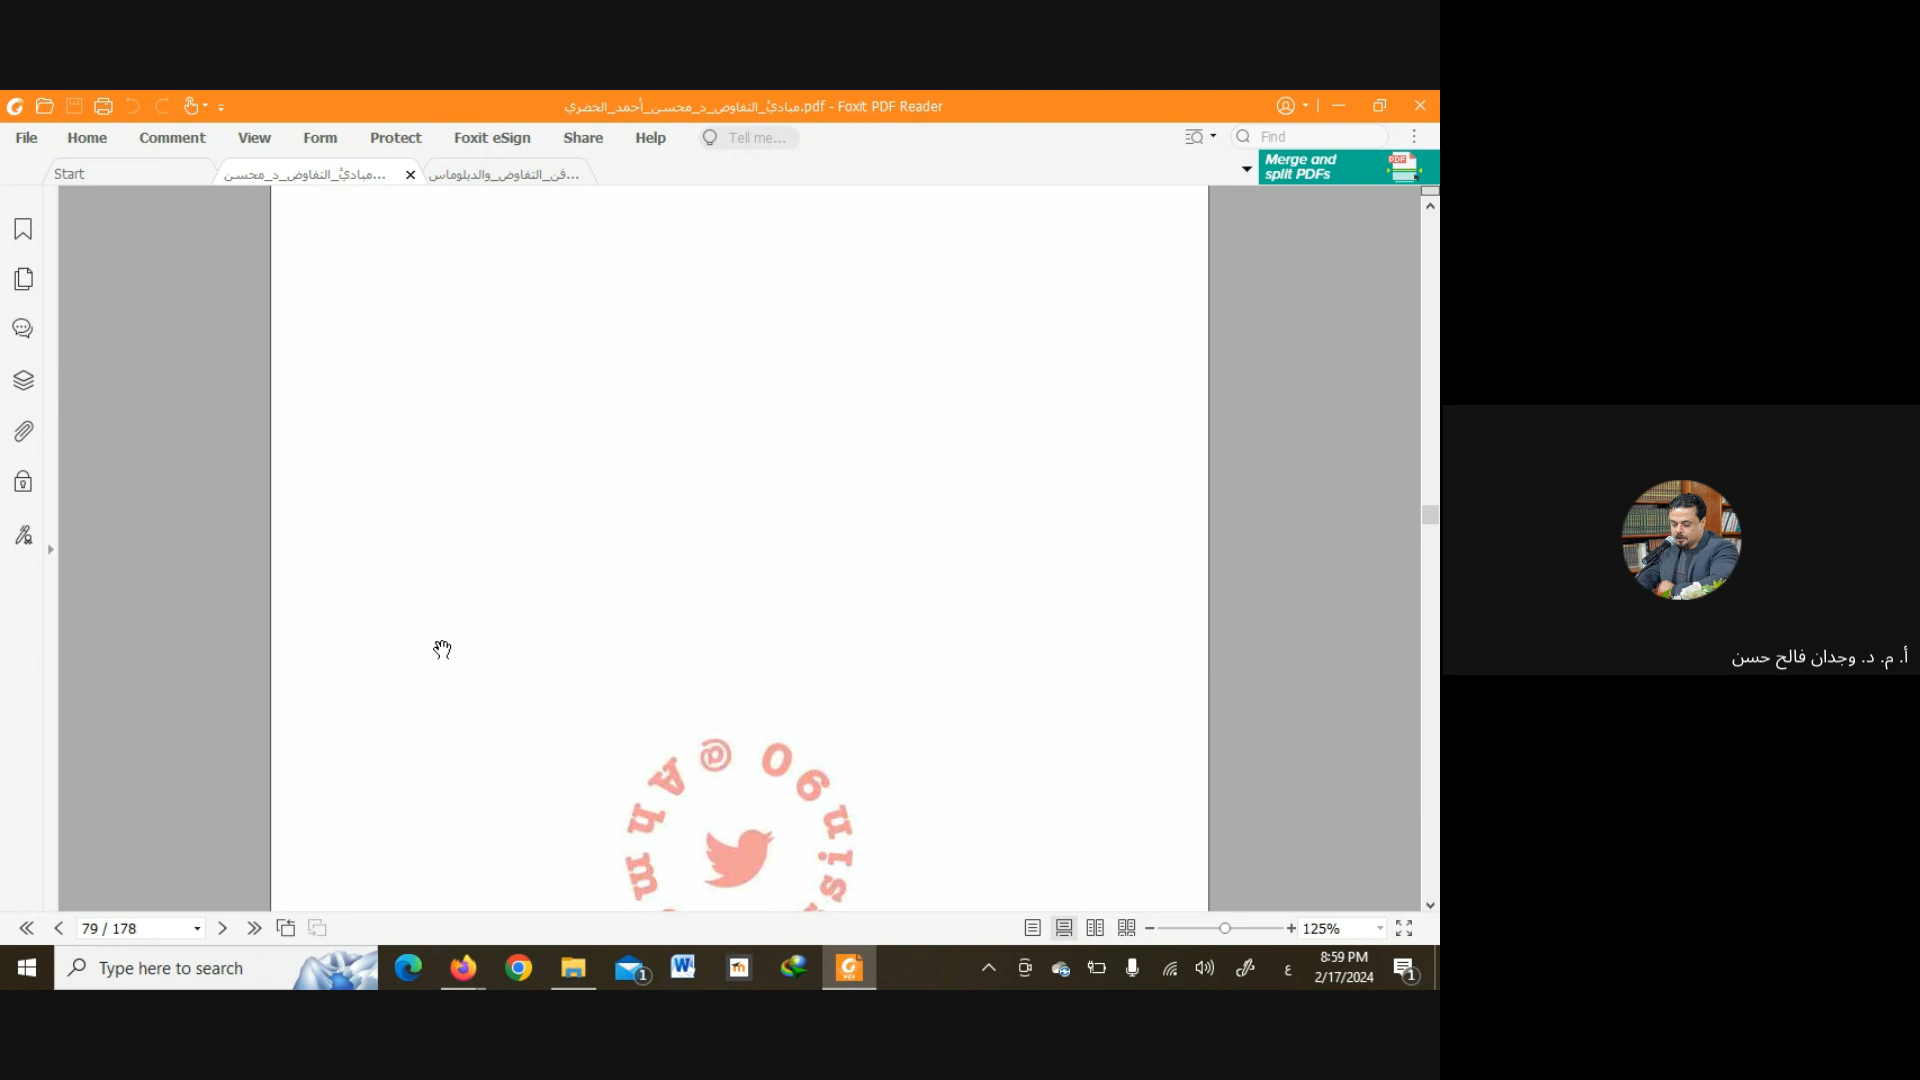 مبادئ_التفاوض_د_محسن_أحمد_الخضري.pdf - Foxit PDF Reader
File Home Comment View Form Protect Foxit eSign Share Help Tell me... Find
Start
مبادئ_التفاوض_د_محسن...
فن_التفاوض_والدبلوماس...
Merge and
split PDFs
أ. م. د. وجدان فالح حسن
79 / 178
125%
Type here to search
1
ع
8:59 PM
2/17/2024
1